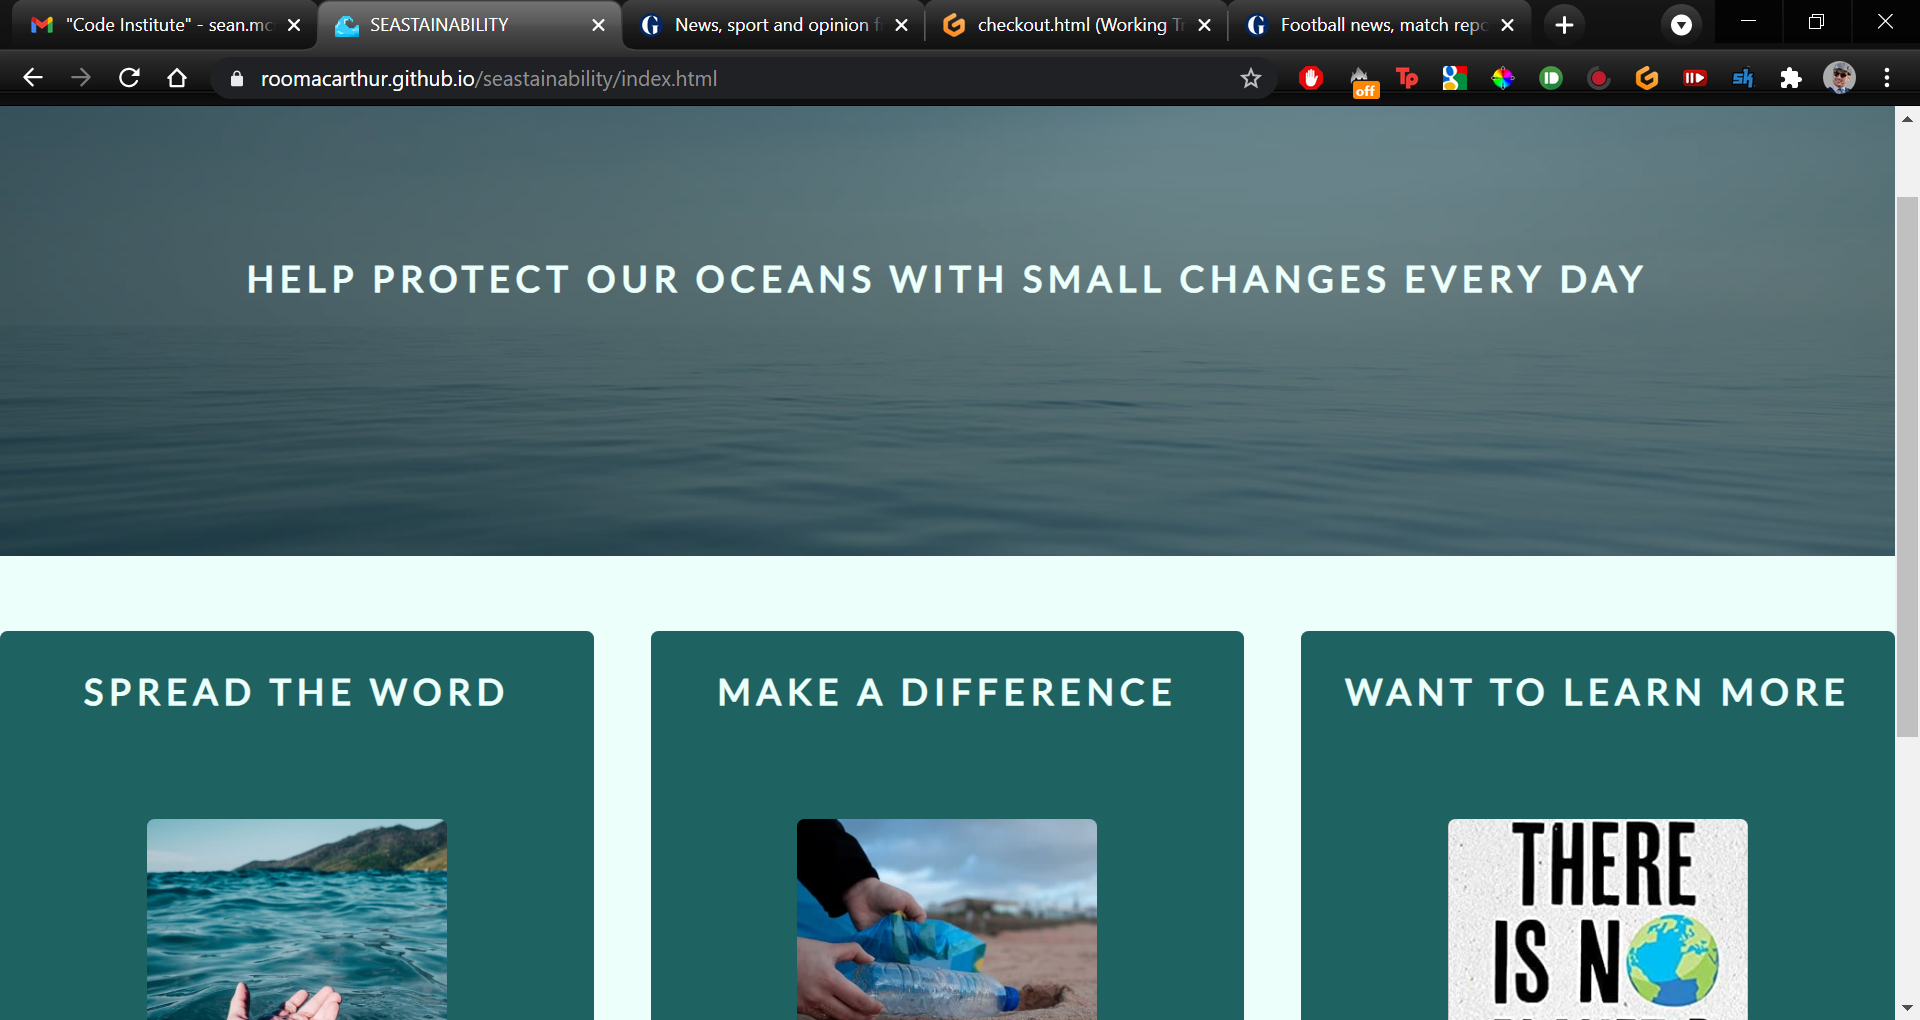 "Code Institute" - sean.mc
SEASTAINABILITY
News, sport and opinion f
checkout.html (Working Tr
Football news, match repo
roomacarthur.github.io/seastainability/index.html
off
Tp
sk
HELP PROTECT OUR OCEANS WITH SMALL CHANGES EVERY DAY
SPREAD THE WORD
MAKE A DIFFERENCE
WANT TO LEARN MORE
THERE
IS NO